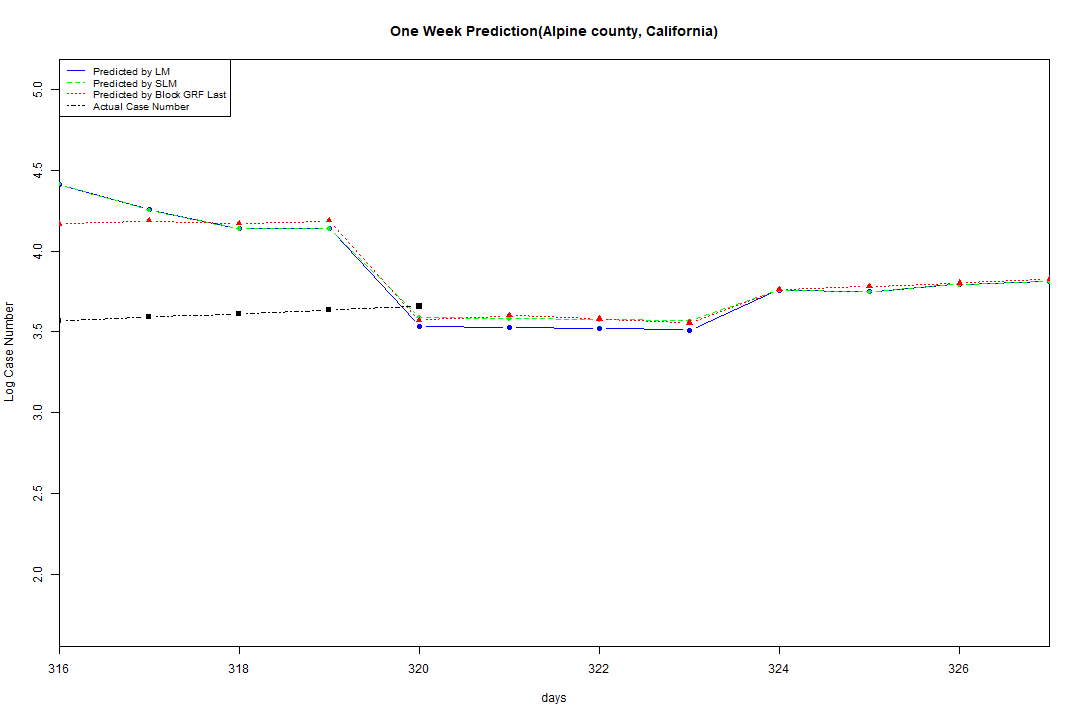 One Week Prediction(Alpine county, California)
Predicted by LM
Predicted by SLM
Predicted by Block GRF Last
Actual Case Number
5.0
4.5
4.0
3.5
3.0
2.5
2.0
Log Case Number
316 318 320 322 324 326
days